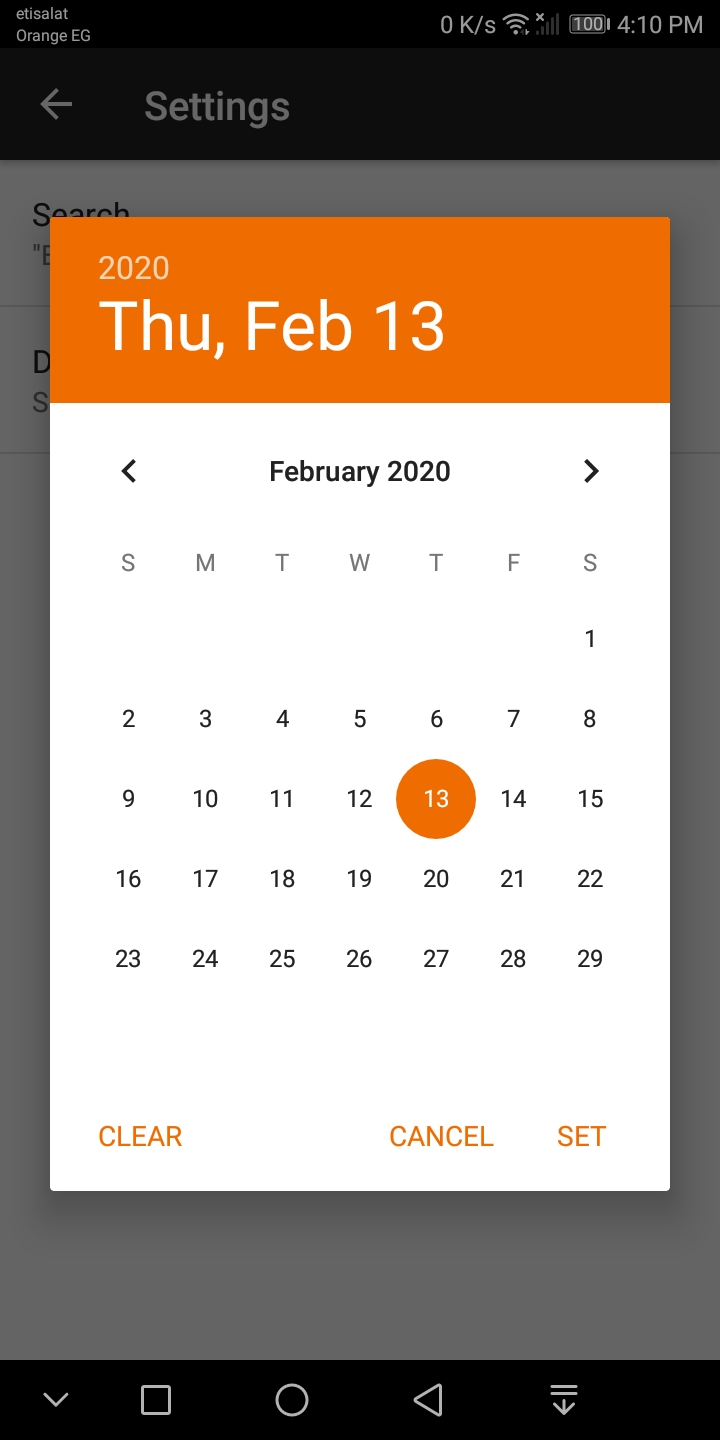 etisalat
Orange EG
0 K/s 100 4:10 PM
Settings
Search
2020
Thu, Feb 13
February 2020
S M T W T F S
1
2 3 4 5 6 7 8
9 10 11 12 13 14 15
16 17 18 19 20 21 22
23 24 25 26 27 28 29
CLEAR CANCEL SET